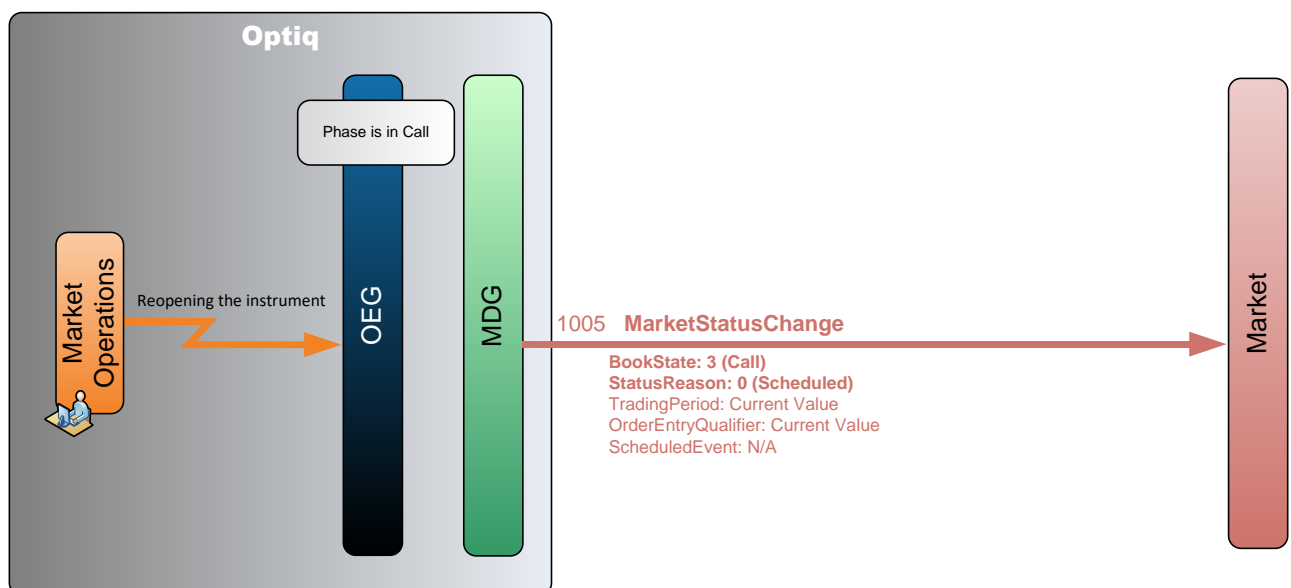 Optiq
Phase is in Call
Market
Operations
Reopening the instrument
OEG
MDG
1005 MarketStatusChange
BookState: 3 (Call)
StatusReason: 0 (Scheduled)
TradingPeriod: Current Value
OrderEntryQualifier: Current Value
ScheduledEvent: N/A
Market